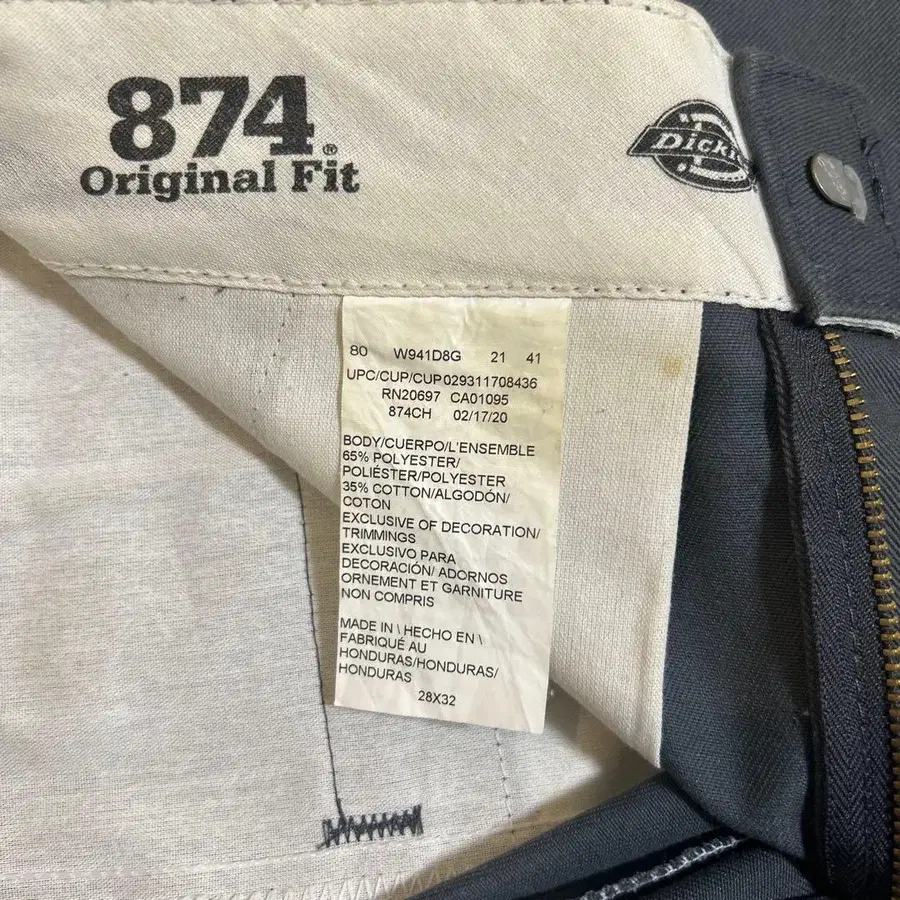 874®
Original Fit
Dickies
80 W941D8G 21 41
UPC/CUP/CUP029311708436
RN20697 CA01095
874CH 02/17/20
BODY/CUERPO/L'ENSEMBLE
65% POLYESTER/
POLIÉSTER/POLYESTER
35% COTTON/ALGODÓN/
COTON
EXCLUSIVE OF DECORATION/
TRIMMINGS
EXCLUSIVO PARA
DECORACIÓN/ ADORNOS
ORNEMENT ET GARNITURE
NON COMPRIS
MADE IN \ HECHO EN \
FABRIQUÉ AU
HONDURAS/HONDURAS/
HONDURAS
28X32